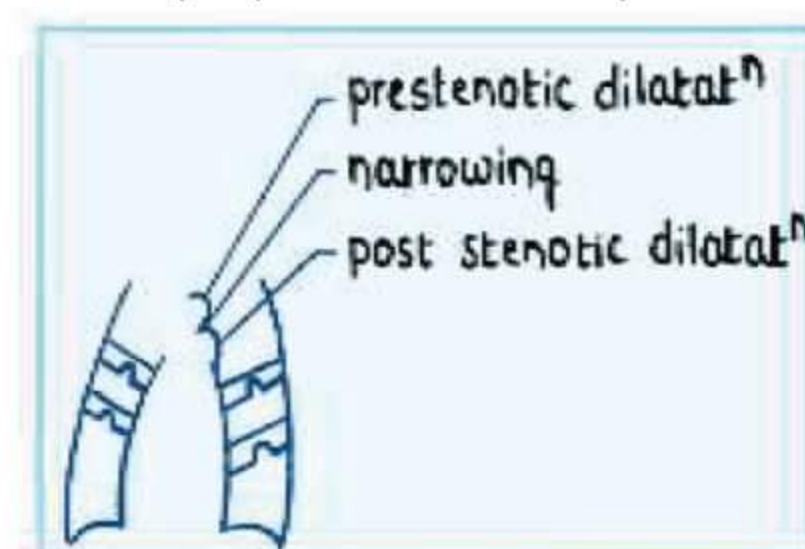 prestenotic dilatatⁿ
narrowing
post stenotic dilatatⁿ